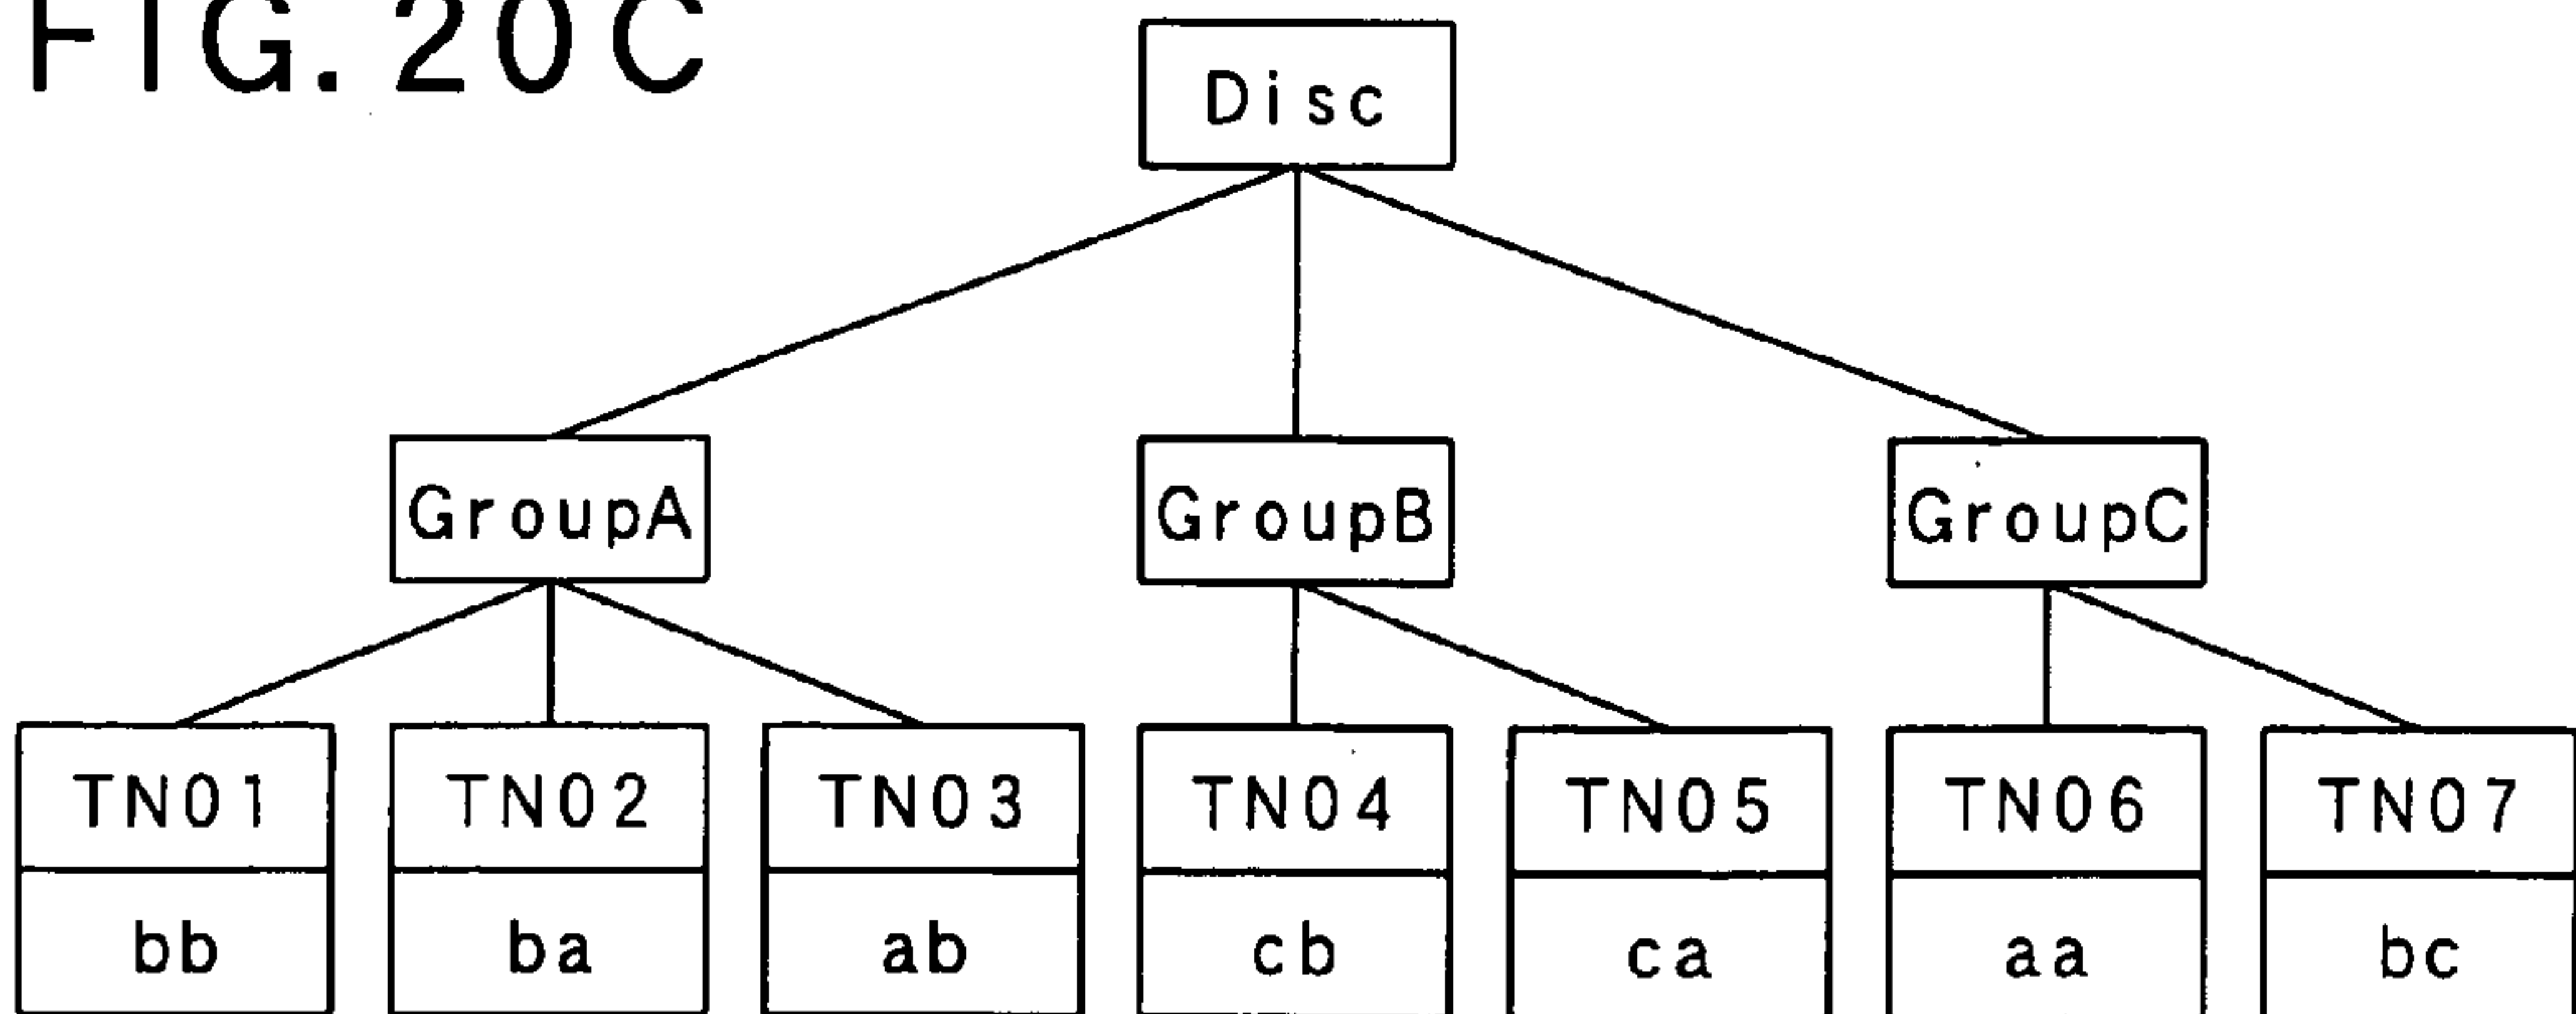 FIG. 20C
Disc
GroupA GroupB GroupC
TN01 TN02 TN03 TN04 TN05 TN06 TN07
bb ba ab cb ca aa bc